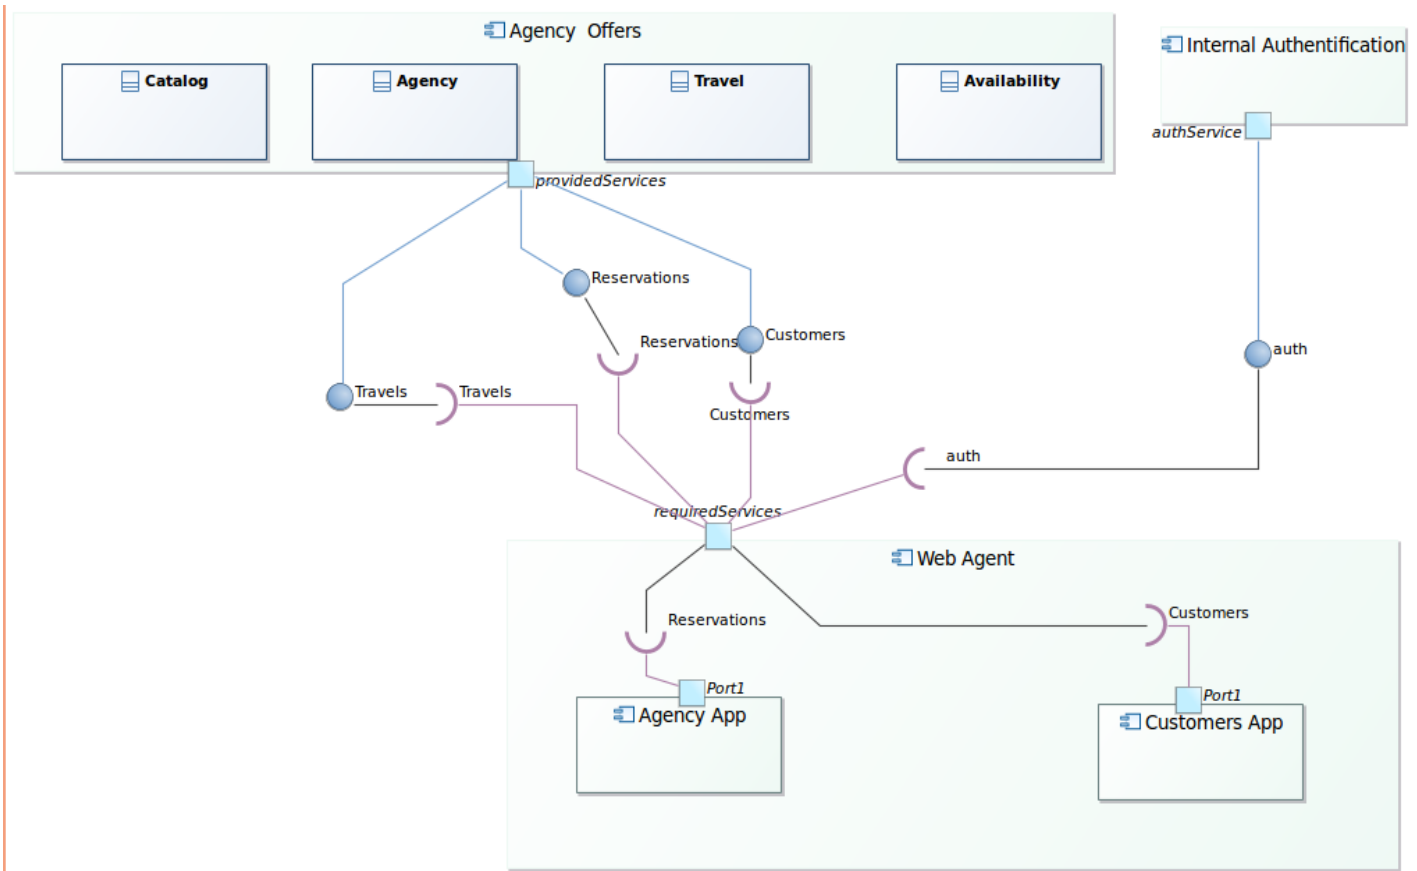 Agency  Offers
Internal Authentification
Catalog
Agency
Travel
Availability
authService
providedServices
Reservations
Reservations
Customers
auth
Travels
Travels
Customers
auth
requiredServices
Web Agent
Reservations
Customers
Port1
Port1
Agency App
Customers App